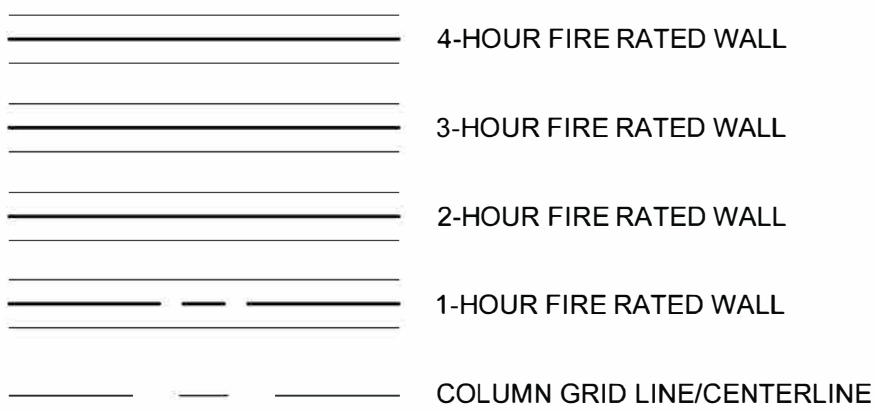 4-HOUR FIRE RATED WALL
3-HOUR FIRE RATED WALL
2-HOUR FIRE RATED WALL
1-HOUR FIRE RATED WALL
COLUMN GRID LINE/CENTERLINE